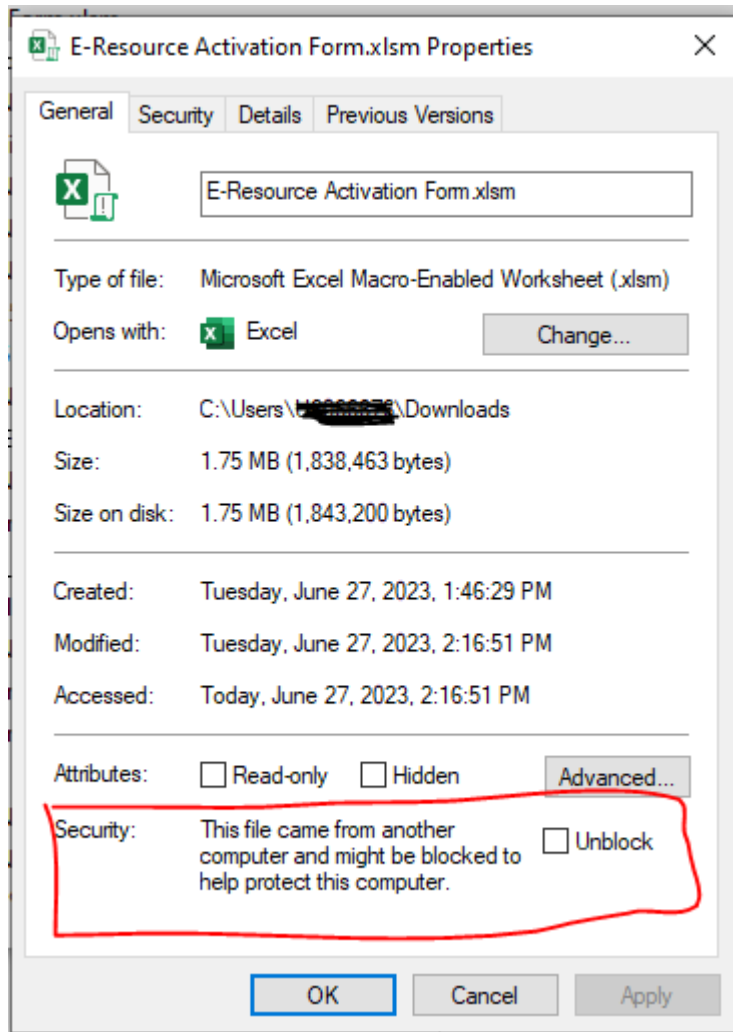 E-Resource Activation Form.xlsm Properties
General Security Details Previous Versions
E-Resource Activation Form.xlsm
Type of file: Microsoft Excel Macro-Enabled Worksheet (.xlsm)
Opens with: Excel Change...
Location: C:\Users\ \Downloads
Size: 1.75 MB (1,838,463 bytes)
Size on disk: 1.75 MB (1,843,200 bytes)
Created: Tuesday, June 27, 2023, 1:46:29 PM
Modified: Tuesday, June 27, 2023, 2:16:51 PM
Accessed: Today, June 27, 2023, 2:16:51 PM
Attributes: Read-only Hidden Advanced...
Security: This file came from another
computer and might be blocked to Unblock
help protect this computer.
OK Cancel Apply